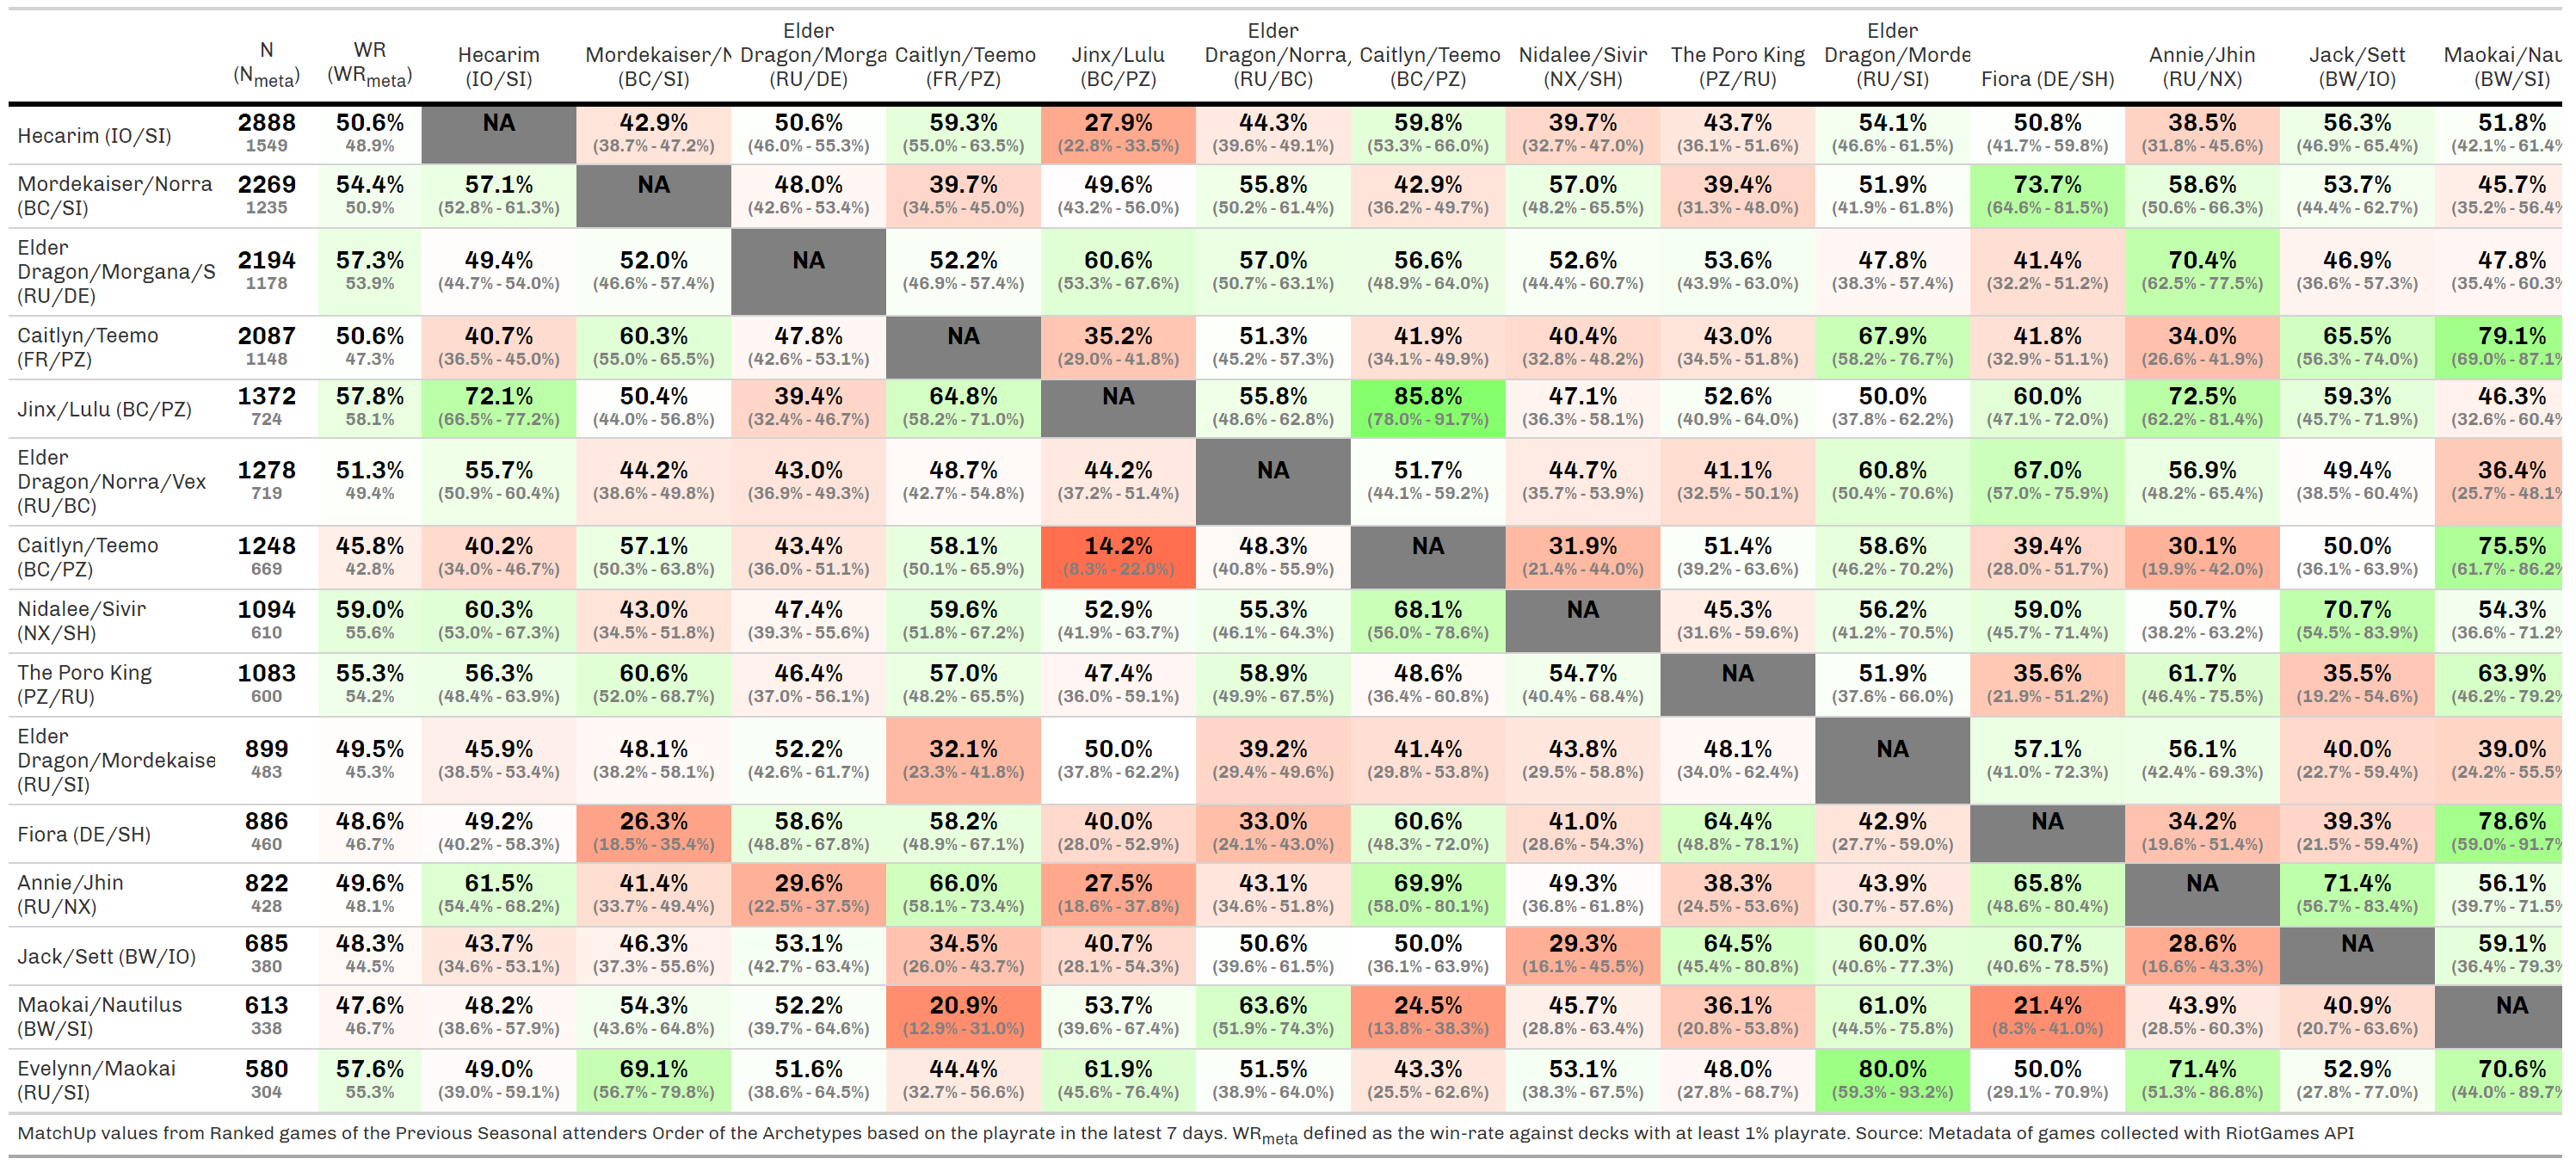 N (Nmeta) WR (WRmeta) Hecarim (IO/SI) Mordekaiser/N (BC/SI) Elder Dragon/Morga (RU/DE) Caitlyn/Teemo (FR/PZ) Jinx/Lulu (BC/PZ) Elder Dragon/Norra, (RU/BC) Caitlyn/Teemo (BC/PZ) Nidalee/Sivir (NX/SH) The Poro King (PZ/RU) Elder Dragon/Morde (RU/SI) Fiora (DE/SH) Annie/Jhin (RU/NX) Jack/Sett (BW/IO) Maokai/Nau (BW/SI)
Hecarim (IO/SI) 2888 50.6% NA 42.9% 50.6% 59.3% 27.9% 44.3% 59.8% 39.7% 43.7% 54.1% 50.8% 38.5% 56.3% 51.8%
1549 48.9% (38.7% - 47.2%) (46.0% - 55.3%) (55.0% - 63.5%) (22.8% - 33.5%) (39.6% - 49.1%) (53.3% - 66.0%) (32.7% - 47.0%) (36.1% - 51.6%) (46.6% - 61.5%) (41.7% - 59.8%) (31.8% - 45.6%) (46.9% - 65.4%) (42.1% - 61.4%
Mordekaiser/Norra (BC/SI) 2269 54.4% 57.1% NA 48.0% 39.7% 49.6% 55.8% 42.9% 57.0% 39.4% 51.9% 73.7% 58.6% 53.7% 45.7%
1235 50.9% (52.8% - 61.3%) (42.6% - 53.4%) (34.5% - 45.0%) (43.2% - 56.0%) (50.2% - 61.4%) (36.2% - 49.7%) (48.2% - 65.5%) (31.3% - 48.0%) (41.9% - 61.8%) (64.6% - 81.5%) (50.6% - 66.3%) (44.4% - 62.7%) (35.2% - 56.4%
Elder Dragon/Morgana/S (RU/DE) 2194 57.3% 49.4% 52.0% NA 52.2% 60.6% 57.0% 56.6% 52.6% 53.6% 47.8% 41.4% 70.4% 46.9% 47.8%
1178 53.9% (44.7% - 54.0%) (46.6% - 57.4%) (46.9% - 57.4%) (53.3% - 67.6%) (50.7% - 63.1%) (48.9% - 64.0%) (44.4% - 60.7%) (43.9% - 63.0%) (38.3% - 57.4%) (32.2% - 51.2%) (62.5% - 77.5%) (36.6% - 57.3%) (35.4% - 60.3%
Caitlyn/Teemo (FR/PZ) 2087 50.6% 40.7% 60.3% 47.8% NA 35.2% 51.3% 41.9% 40.4% 43.0% 67.9% 41.8% 34.0% 65.5% 79.1%
1148 47.3% (36.5% - 45.0%) (55.0% - 65.5%) (42.6% - 53.1%) (29.0% - 41.8%) (45.2% - 57.3%) (34.1% - 49.9%) (32.8% - 48.2%) (34.5% - 51.8%) (58.2% - 76.7%) (32.9% - 51.1%) (26.6% - 41.9%) (56.3% - 74.0%) (69.0% - 87.1%
Jinx/Lulu (BC/PZ) 1372 57.8% 72.1% 50.4% 39.4% 64.8% NA 55.8% 85.8% 47.1% 52.6% 50.0% 60.0% 72.5% 59.3% 46.3%
724 58.1% (66.5% - 77.2%) (44.0% - 56.8%) (32.4% - 46.7%) (58.2% - 71.0%) (48.6% - 62.8%) (78.0% - 91.7%) (36.3% - 58.1%) (40.9% - 64.0%) (37.8% - 62.2%) (47.1% - 72.0%) (62.2% - 81.4%) (45.7% - 71.9%) (32.6% - 60.4%
Elder Dragon/Norra/Vex (RU/BC) 1278 51.3% 55.7% 44.2% 43.0% 48.7% 44.2% NA 51.7% 44.7% 41.1% 60.8% 67.0% 56.9% 49.4% 36.4%
719 49.4% (50.9% - 60.4%) (38.6% - 49.8%) (36.9% - 49.3%) (42.7% - 54.8%) (37.2% - 51.4%) (44.1% - 59.2%) (35.7% - 53.9%) (32.5% - 50.1%) (50.4% - 70.6%) (57.0% - 75.9%) (48.2% - 65.4%) (38.5% - 60.4%) (25.7% - 48.1%
Caitlyn/Teemo (BC/PZ) 1248 45.8% 40.2% 57.1% 43.4% 58.1% 14.2% 48.3% NA 31.9% 51.4% 58.6% 39.4% 30.1% 50.0% 75.5%
669 42.8% (34.0% - 46.7%) (50.3% - 63.8%) (36.0% - 51.1%) (50.1% - 65.9%) (8.3% - 22.0%) (40.8% - 55.9%) (21.4% - 44.0%) (39.2% - 63.6%) (46.2% - 70.2%) (28.0% - 51.7%) (19.9% - 42.0%) (36.1% - 63.9%) (61.7% - 86.2%
Nidalee/Sivir (NX/SH) 1094 59.0% 60.3% 43.0% 47.4% 59.6% 52.9% 55.3% 68.1% NA 45.3% 56.2% 59.0% 50.7% 70.7% 54.3%
610 55.6% (53.0% - 67.3%) (34.5% - 51.8%) (39.3% - 55.6%) (51.8% - 67.2%) (41.9% - 63.7%) (46.1% - 64.3%) (56.0% - 78.6%) (31.6% - 59.6%) (41.2% - 70.5%) (45.7% - 71.4%) (38.2% - 63.2%) (54.5% - 83.9%) (36.6% - 71.2%
The Poro King (PZ/RU) 1083 55.3% 56.3% 60.6% 46.4% 57.0% 47.4% 58.9% 48.6% 54.7% NA 51.9% 35.6% 61.7% 35.5% 63.9%
600 54.2% (48.4% - 63.9%) (52.0% - 68.7%) (37.0% - 56.1%) (48.2% - 65.5%) (36.0% - 59.1%) (49.9% - 67.5%) (36.4% - 60.8%) (40.4% - 68.4%) (37.6% - 66.0%) (21.9% - 51.2%) (46.4% - 75.5%) (19.2% - 54.6%) (46.2% - 79.2%
Elder Dragon/Mordekaise (RU/SI) 899 49.5% 45.9% 48.1% 52.2% 32.1% 50.0% 39.2% 41.4% 43.8% 48.1% NA 57.1% 56.1% 40.0% 39.0%
483 45.3% (38.5% - 53.4%) (38.2% - 58.1%) (42.6% - 61.7%) (23.3% - 41.8%) (37.8% - 62.2%) (29.4% - 49.6%) (29.8% - 53.8%) (29.5% - 58.8%) (34.0% - 62.4%) (41.0% - 72.3%) (42.4% - 69.3%) (22.7% - 59.4%) (24.2% - 55.5%
Fiora (DE/SH) 886 48.6% 49.2% 26.3% 58.6% 58.2% 40.0% 33.0% 60.6% 41.0% 64.4% 42.9% NA 34.2% 39.3% 78.6%
460 46.7% (40.2% - 58.3%) (18.5% - 35.4%) (48.8% - 67.8%) (48.9% - 67.1%) (28.0% - 52.9%) (24.1% - 43.0%) (48.3% - 72.0%) (28.6% - 54.3%) (48.8% - 78.1%) (27.7% - 59.0%) (19.6% - 51.4%) (21.5% - 59.4%) (59.0% - 91.7%
Annie/Jhin (RU/NX) 822 49.6% 61.5% 41.4% 29.6% 66.0% 27.5% 43.1% 69.9% 49.3% 38.3% 43.9% 65.8% NA 71.4% 56.1%
428 48.1% (54.4% - 68.2%) (33.7% - 49.4%) (22.5% - 37.5%) (58.1% - 73.4%) (18.6% - 37.8%) (34.6% - 51.8%) (58.0% - 80.1%) (36.8% - 61.8%) (24.5% - 53.6%) (30.7% - 57.6%) (48.6% - 80.4%) (56.7% - 83.4%) (39.7% - 71.5%
Jack/Sett (BW/IO) 685 48.3% 43.7% 46.3% 53.1% 34.5% 40.7% 50.6% 50.0% 29.3% 64.5% 60.0% 60.7% 28.6% NA 59.1%
380 44.5% (34.6% - 53.1%) (37.3% - 55.6%) (42.7% - 63.4%) (26.0% - 43.7%) (28.1% - 54.3%) (39.6% - 61.5%) (36.1% - 63.9%) (16.1% - 45.5%) (45.4% - 80.8%) (40.6% - 77.3%) (40.6% - 78.5%) (16.6% - 43.3%) (36.4% - 79.3%
Maokai/Nautilus (BW/SI) 613 47.6% 48.2% 54.3% 52.2% 20.9% 53.7% 63.6% 24.5% 45.7% 36.1% 61.0% 21.4% 43.9% 40.9% NA
338 46.7% (38.6% - 57.9%) (43.6% - 64.8%) (39.7% - 64.6%) (12.9% - 31.0%) (39.6% - 67.4%) (51.9% - 74.3%) (13.8% - 38.3%) (28.8% - 63.4%) (20.8% - 53.8%) (44.5% - 75.8%) (8.3% - 41.0%) (28.5% - 60.3%) (20.7% - 63.6%)
Evelynn/Maokai (RU/SI) 580 57.6% 49.0% 69.1% 51.6% 44.4% 61.9% 51.5% 43.3% 53.1% 48.0% 80.0% 50.0% 71.4% 52.9% 70.6%
304 55.3% (39.0% - 59.1%) (56.7% - 79.8%) (38.6% - 64.5%) (32.7% - 56.6%) (45.6% - 76.4%) (38.9% - 64.0%) (25.5% - 62.6%) (38.3% - 67.5%) (27.8% - 68.7%) (59.3% - 93.2%) (29.1% - 70.9%) (51.3% - 86.8%) (27.8% - 77.0%) (44.0% - 89.7%
MatchUp values from Ranked games of the Previous Seasonal attenders Order of the Archetypes based on the playrate in the latest 7 days. WRmeta defined as the win-rate against decks with at least 1% playrate. Source: Metadata of games collected with RiotGames API